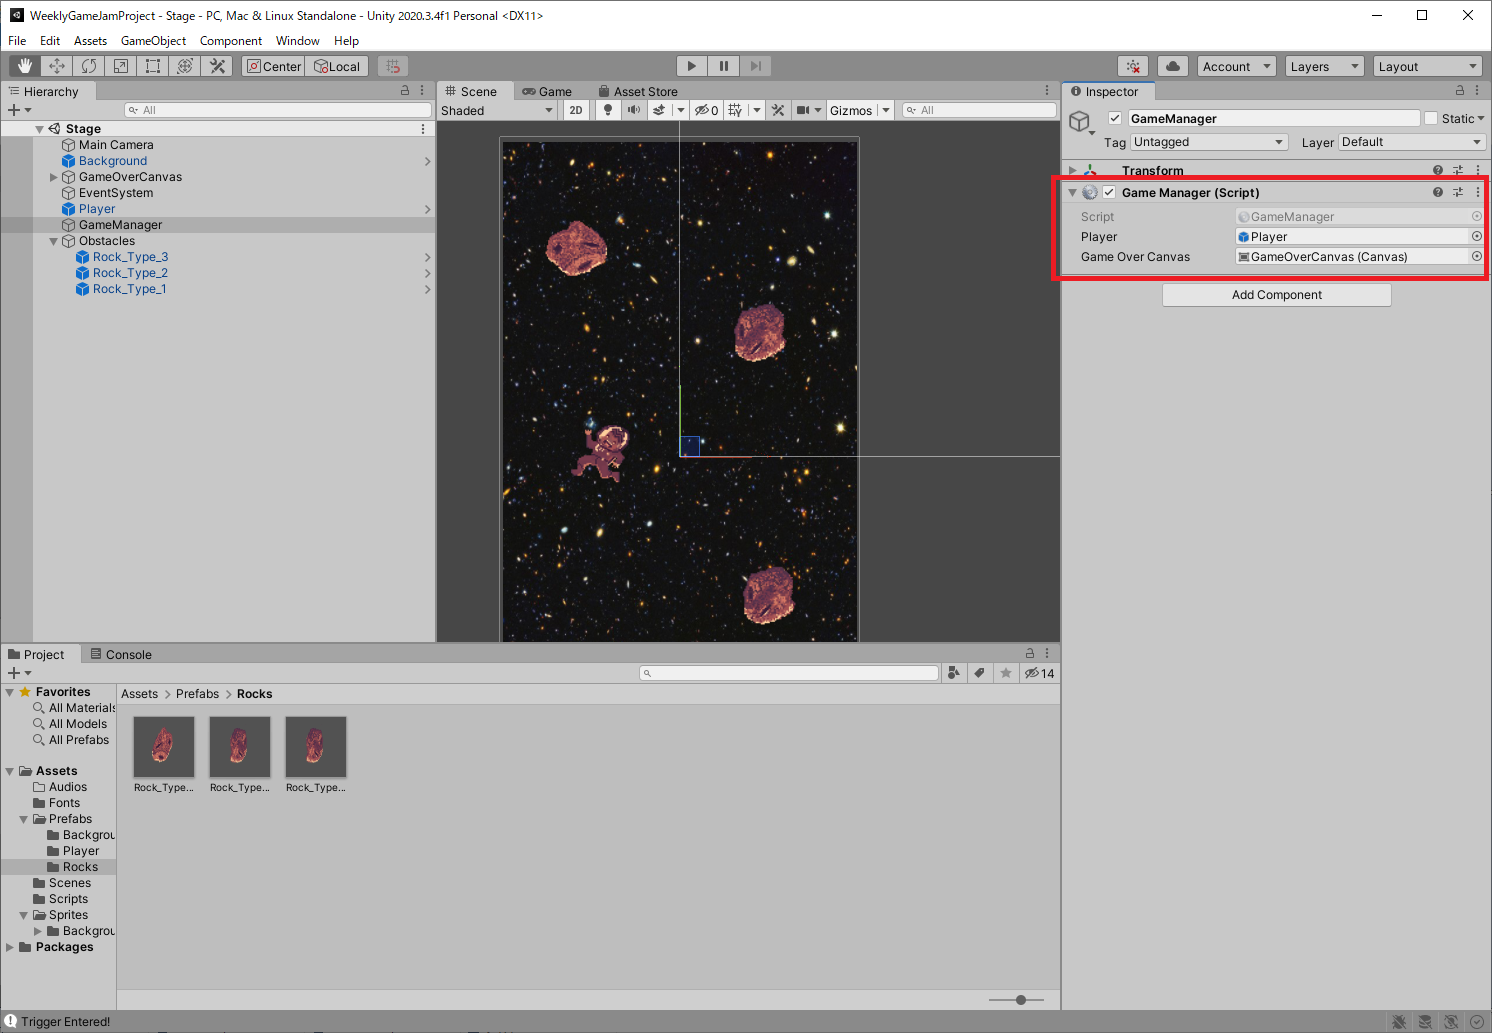 WeeklyGameJamProject - Stage - PC, Mac & Linux Standalone - Unity 2020.3.4f1 Personal <DX11>
File Edit Assets GameObject Component Window Help
Center Local Account Layers Layout
Hierarchy
All
Stage
Main Camera
Background
GameOverCanvas
EventSystem
Player
GameManager
Obstacles
Rock_Type_3
Rock_Type_2
Rock_Type_1
Scene Game Asset Store
Shaded 2D 0 Gizmos All
Inspector
GameManager Static
Tag Untagged Layer Default
Transform
Game Manager (Script)
Script GameManager
Player Player
Game Over Canvas GameOverCanvas (Canvas)
Add Component
Project Console
14
Favorites
All Materials
All Models
All Prefabs
Assets
Audios
Fonts
Prefabs
Backgrou
Player
Rocks
Scenes
Scripts
Sprites
Backgrou
Packages
Assets > Prefabs > Rocks
Rock_Type... Rock_Type... Rock_Type...
Trigger Entered!